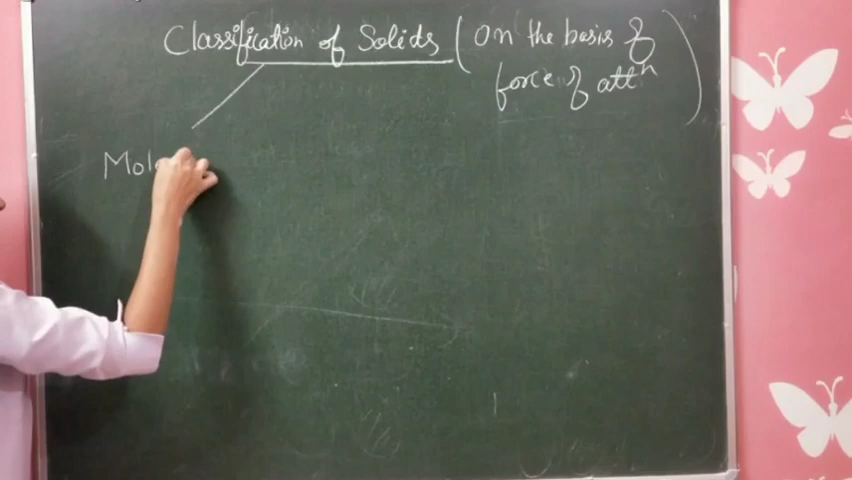 Classification of Solids (on the basis of
force of attⁿ)
Mole